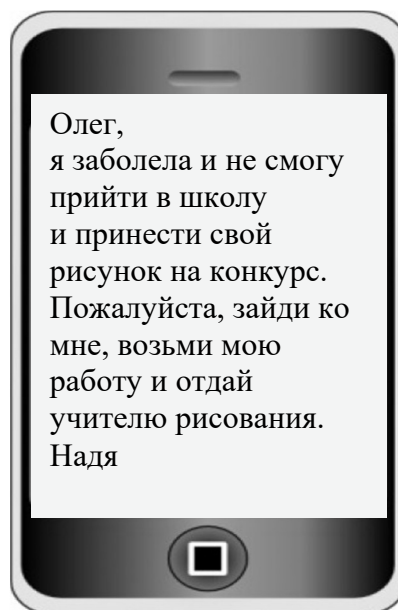 Олег,
я заболела и не смогу
прийти в школу
и принести свой
рисунок на конкурс.
Пожалуйста, зайди ко
мне, возьми мою
работу и отдай
учителю рисования.
Надя